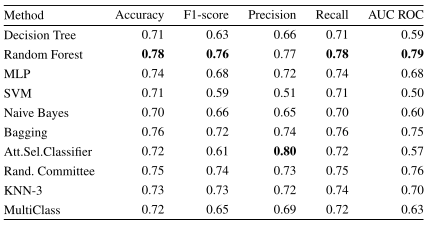 Method Accuracy F1-score Precision Recall AUC ROC
Decision Tree 0.71 0.63 0.66 0.71 0.59
Random Forest 0.78 0.76 0.77 0.78 0.79
MLP 0.74 0.68 0.72 0.74 0.68
SVM 0.71 0.59 0.51 0.71 0.50
Naive Bayes 0.70 0.66 0.65 0.70 0.60
Bagging 0.76 0.72 0.74 0.76 0.75
Att.Sel.Classifier 0.72 0.61 0.80 0.72 0.57
Rand. Committee 0.75 0.74 0.73 0.75 0.76
KNN-3 0.73 0.73 0.72 0.74 0.70
MultiClass 0.72 0.65 0.69 0.72 0.63